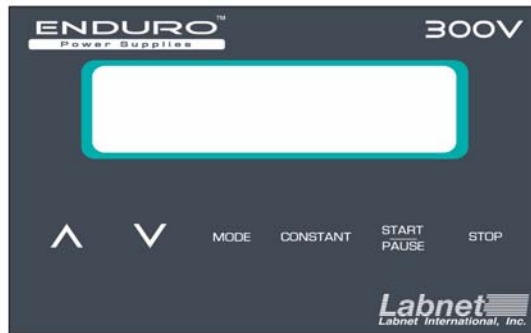 ENDURO™
Power Supplies
300V
MODE
CONSTANT
START
PAUSE
STOP
Labnet
Labnet International, Inc.